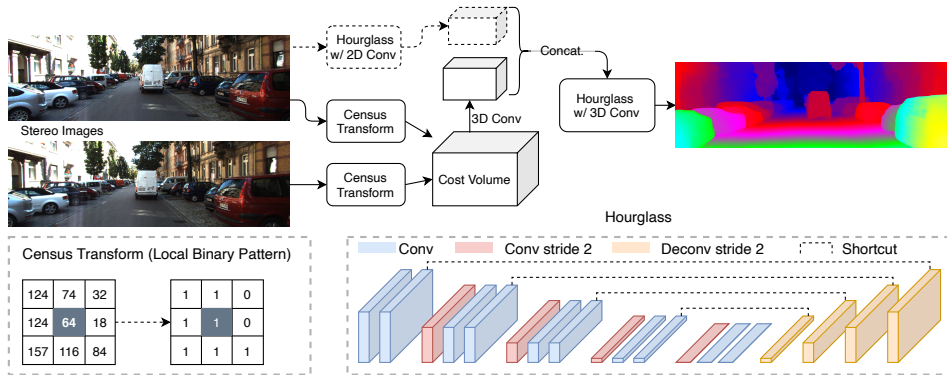 Hourglass
w/ 2D Conv
Concat.
Hourglass
w/ 3D Conv
Census
Transform
3D Conv
Stereo Images
Census
Transform
Cost Volume
Hourglass
Census Transform (Local Binary Pattern)
Conv
Conv stride 2
Deconv stride 2
Shortcut
124 74 32
1 1 0
124 64 18
1 1 0
157 116 84
1 1 1